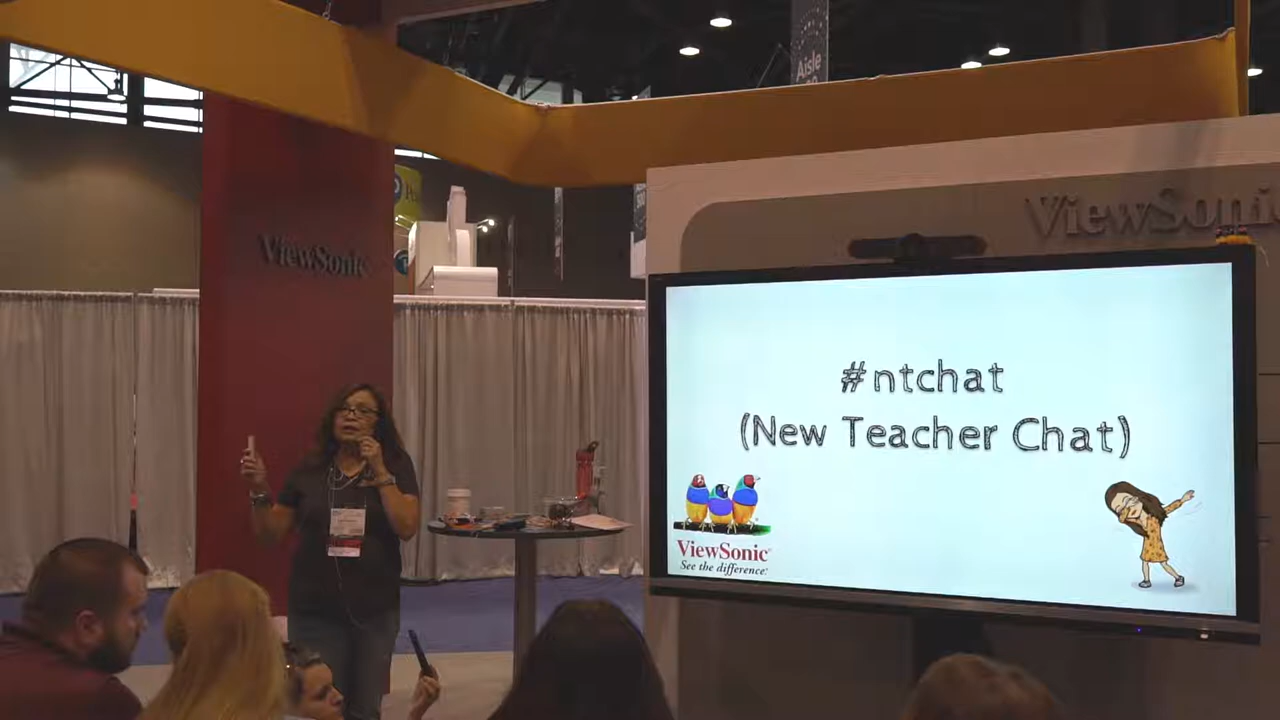 Aisle
ViewSonic
ViewSonic
#ntchat
(New Teacher Chat)
ViewSonic
See the difference